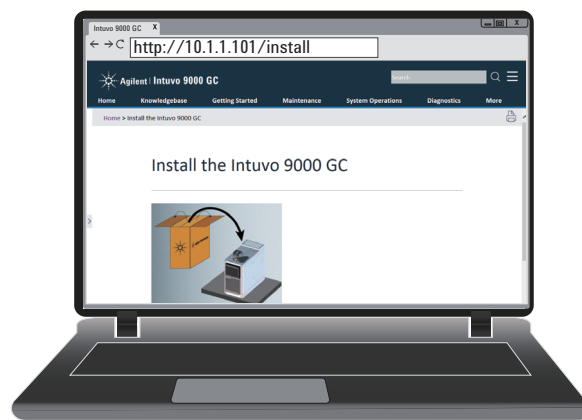 Intuvo 9000 GC X
http://10.1.1.101/install
Agilent | Intuvo 9000 GC
Search
Home Knowledgebase Getting Started Maintenance System Operations Diagnostics More
Home > Install the Intuvo 9000 GC
Install the Intuvo 9000 GC